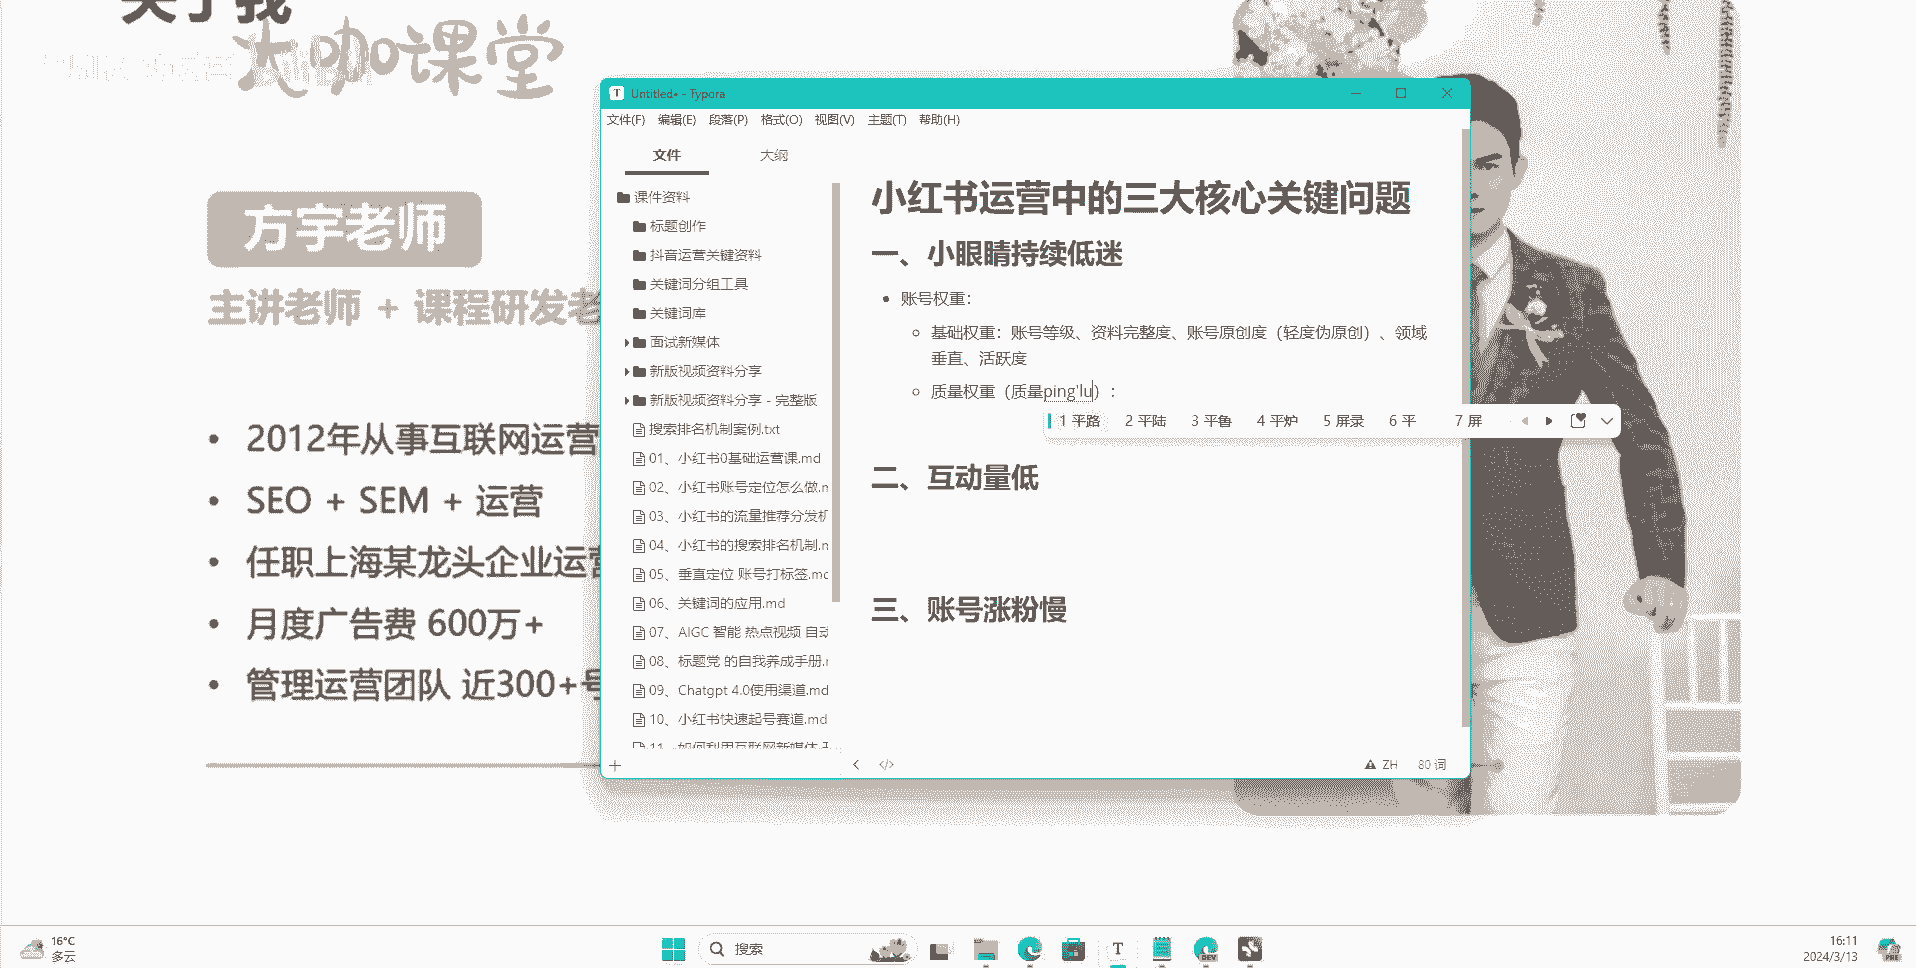 关于我
大咖课堂
方宇老师
主讲老师 + 课程研发老
• 2012年从事互联网运营
• SEO + SEM + 运营
• 任职上海某龙头企业运营
• 月度广告费 600万+
• 管理运营团队 近300+号
Untitled• - Typora
文件(F) 编辑(E) 段落(P) 格式(O) 视图(V) 主题(T) 帮助(H)
文件 大纲
课件资料
标题创作
抖音运营关键资料
关键词分组工具
关键词库
面试新媒体
新版视频资料分享
新版视频资料分享 - 完整版
搜索排名机制案例.txt
01、小红书0基础运营课.md
02、小红书账号定位怎么做.m
03、小红书的流量推荐分发机
04、小红书的搜索排名机制.m
05、垂直定位 账号打标签.md
06、关键词的应用.md
07、AIGC 智能 热点视频 自动
08、标题党 的自我养成手册.m
09、Chatgpt 4.0使用渠道.md
10、小红书快速起号赛道.md
11、如何利用互联网新媒体
小红书运营中的三大核心关键问题
一、小眼睛持续低迷
• 账号权重：
基础权重：账号等级、资料完整度、账号原创度（轻度伪原创）、领域
垂直、活跃度
质量权重（质量ping'lu）：
1 平路 2 平陆 3 平鲁 4 平炉 5 屏录 6 平 7 屏
二、互动量低
三、账号涨粉慢
ZH 80 词
16°C
多云
搜索
T
DEV
16:11
2024/3/13
PRE